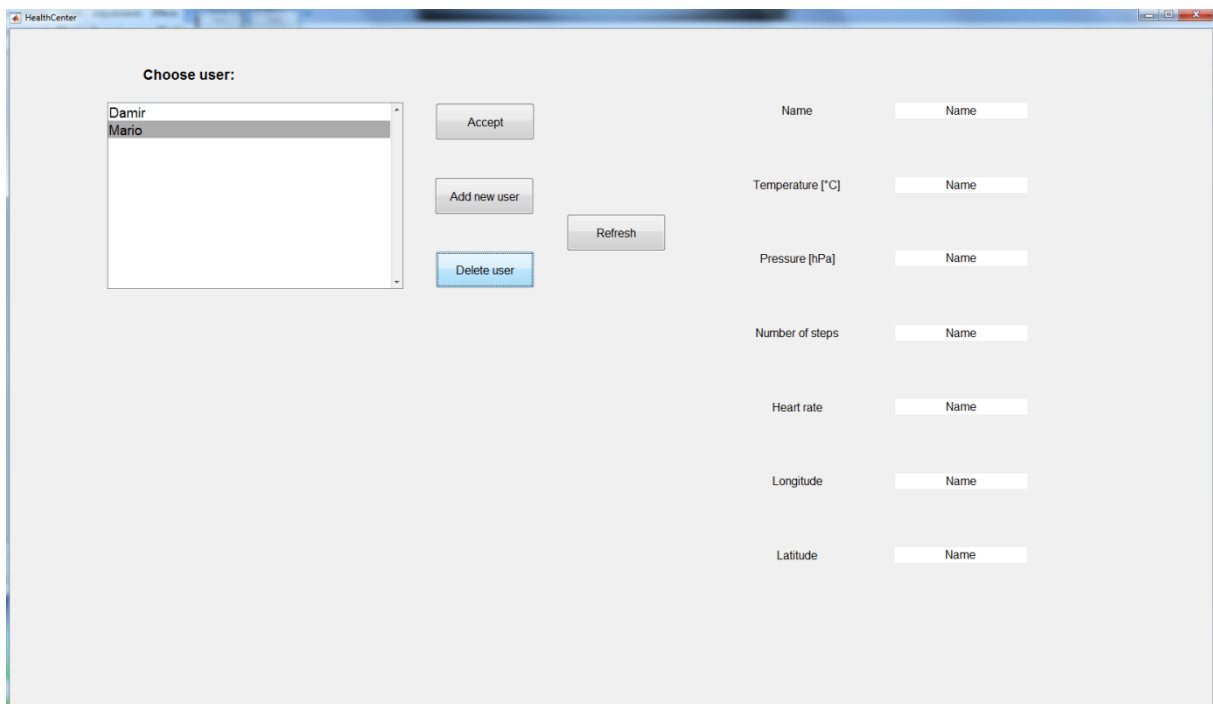 HealthCenter
Choose user:
Damir
Mario
Accept
Add new user
Delete user
Refresh
Name Name
Temperature [°C] Name
Pressure [hPa] Name
Number of steps Name
Heart rate Name
Longitude Name
Latitude Name